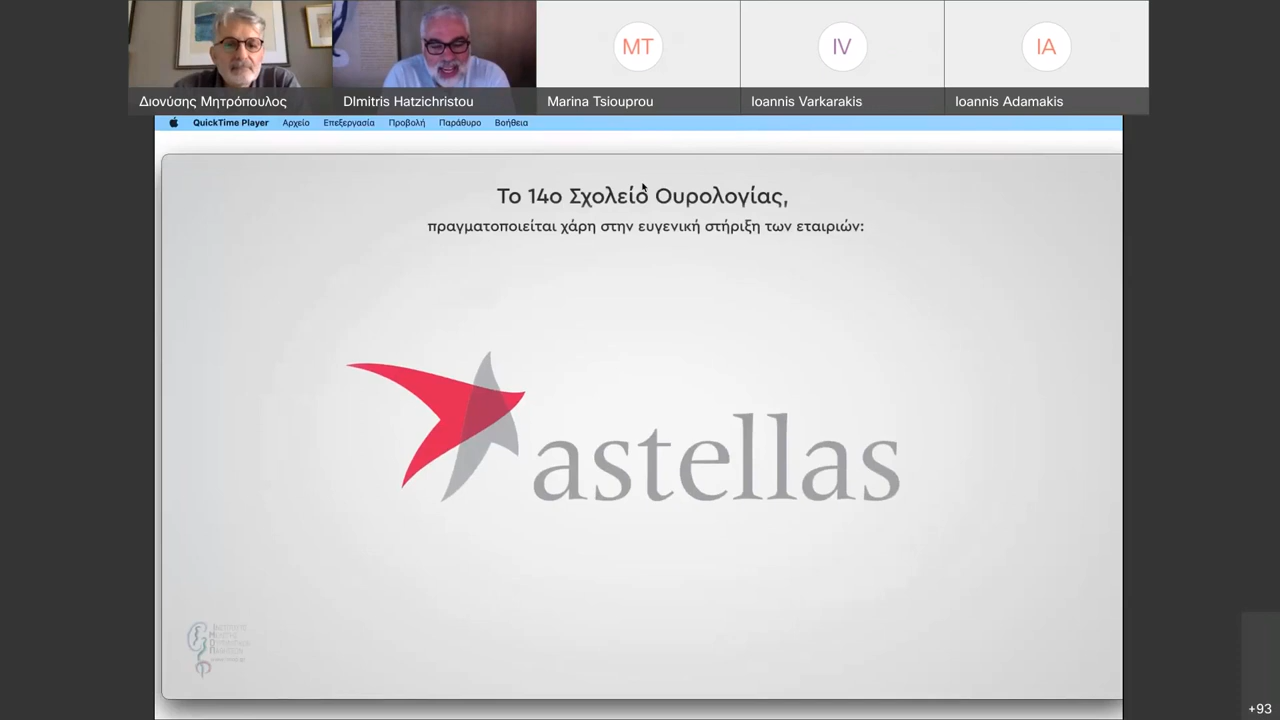 MT
IV
IA
Διονύσης Μητρόπουλος
DImitris Hatzichristou
Marina Tsiouprou
Ioannis Varkarakis
Ioannis Adamakis
QuickTime Player Αρχείο Επεξεργασία Προβολή Παράθυρο Βοήθεια
Το 14ο Σχολείο Ουρολογίας,
πραγματοποιείται χάρη στην ευγενική στήριξη των εταιριών:
astellas
+93